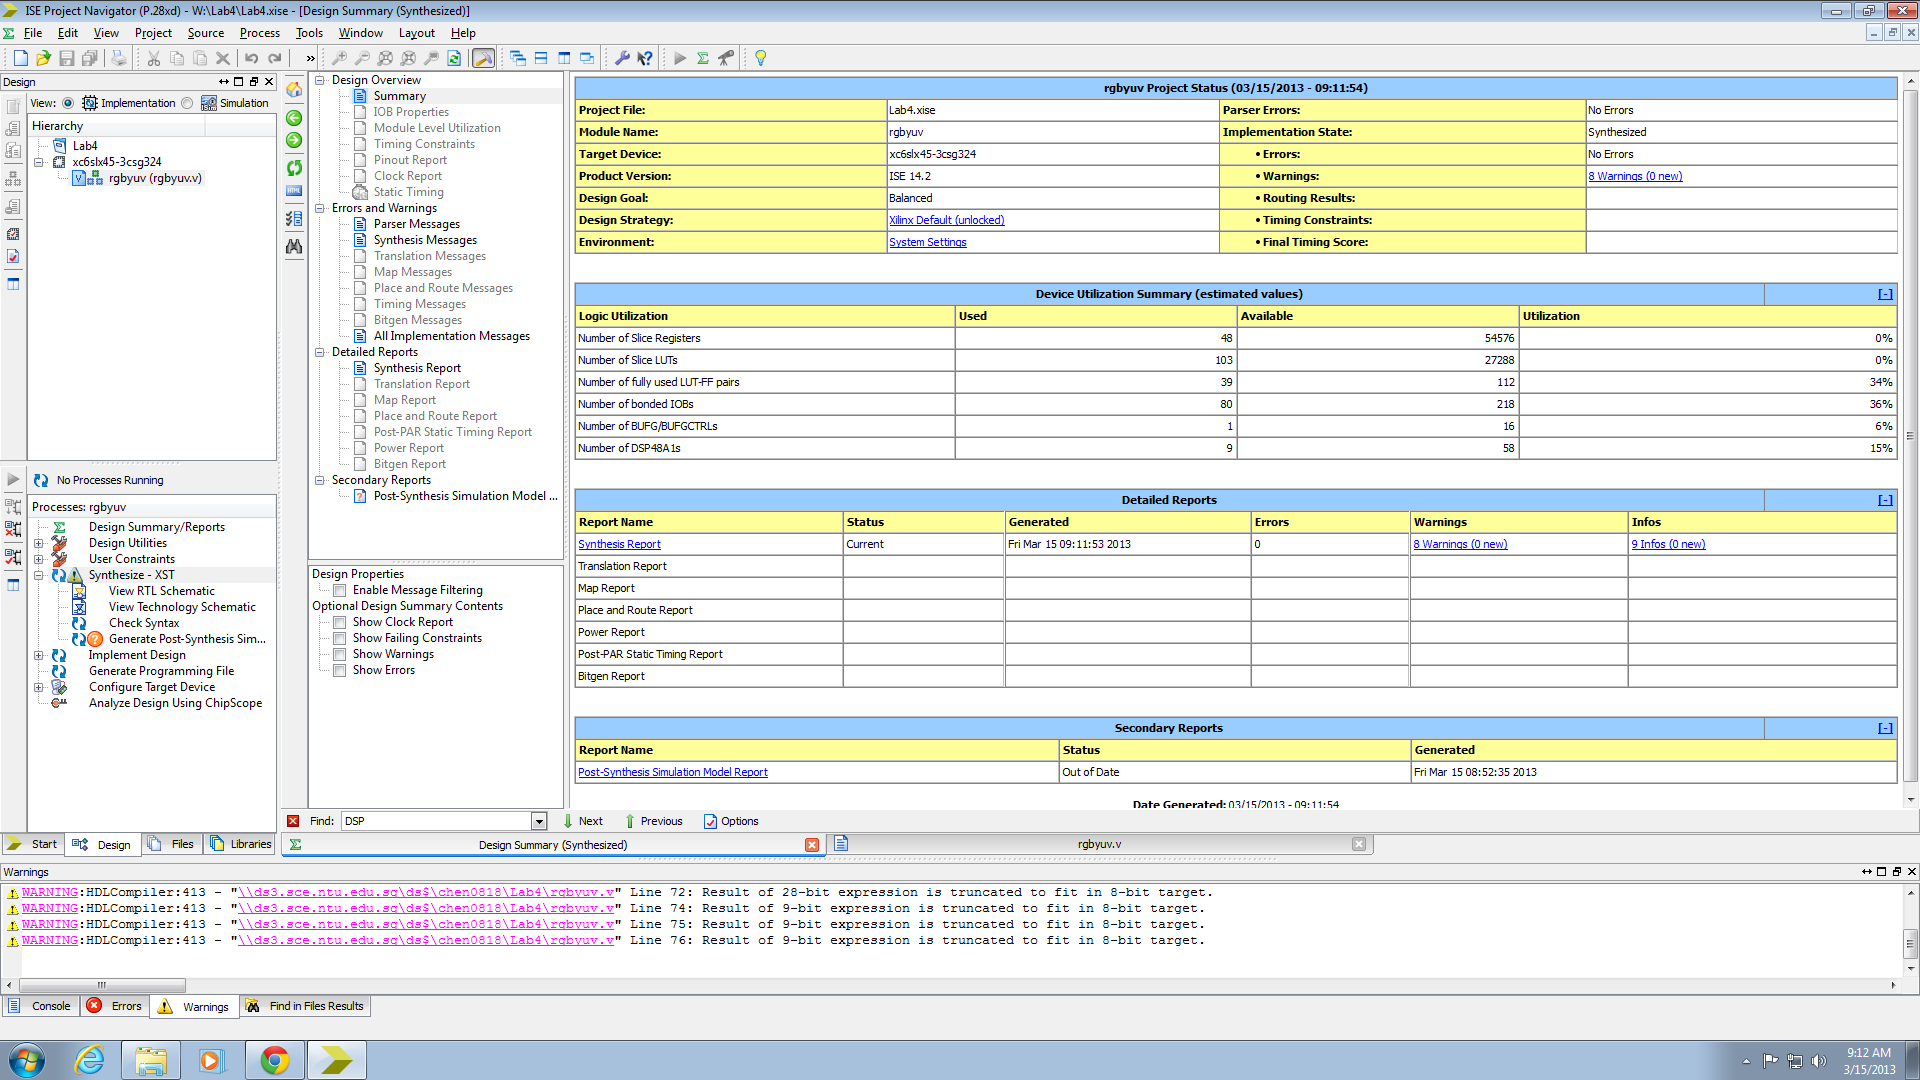 ISE Project Navigator (P.28xd) - W:\Lab4\Lab4.xise - [Design Summary (Synthesized)]
File Edit View Project Source Process Tools Window Layout Help
Design
View: Implementation Simulation
Hierarchy
Lab4
xc6slx45-3csg324
rgbyuv (rgbyuv.v)
No Processes Running
Processes: rgbyuv
Design Summary/Reports
Design Utilities
User Constraints
Synthesize - XST
View RTL Schematic
View Technology Schematic
Check Syntax
Generate Post-Synthesis Sim...
Implement Design
Generate Programming File
Configure Target Device
Analyze Design Using ChipScope
Start Design Files Libraries
Design Overview
Summary
IOB Properties
Module Level Utilization
Timing Constraints
Pinout Report
Clock Report
Static Timing
Errors and Warnings
Parser Messages
Synthesis Messages
Translation Messages
Map Messages
Place and Route Messages
Timing Messages
Bitgen Messages
All Implementation Messages
Detailed Reports
Synthesis Report
Translation Report
Map Report
Place and Route Report
Post-PAR Static Timing Report
Power Report
Bitgen Report
Secondary Reports
Post-Synthesis Simulation Model ...
Design Properties
Enable Message Filtering
Optional Design Summary Contents
Show Clock Report
Show Failing Constraints
Show Warnings
Show Errors
rgbyuv Project Status (03/15/2013 - 09:11:54)
Project File: Lab4.xise Parser Errors: No Errors
Module Name: rgbyuv Implementation State: Synthesized
Target Device: xc6slx45-3csg324 • Errors: No Errors
Product Version: ISE 14.2 • Warnings: 8 Warnings (0 new)
Design Goal: Balanced • Routing Results:
Design Strategy: Xilinx Default (unlocked) • Timing Constraints:
Environment: System Settings • Final Timing Score:
Device Utilization Summary (estimated values) [-]
Logic Utilization Used Available Utilization
Number of Slice Registers 48 54576 0%
Number of Slice LUTs 103 27288 0%
Number of fully used LUT-FF pairs 39 112 34%
Number of bonded IOBs 80 218 36%
Number of BUFG/BUFGCTRLs 1 16 6%
Number of DSP48A1s 9 58 15%
Detailed Reports [-]
Report Name Status Generated Errors Warnings Infos
Synthesis Report Current Fri Mar 15 09:11:53 2013 0 8 Warnings (0 new) 9 Infos (0 new)
Translation Report
Map Report
Place and Route Report
Power Report
Post-PAR Static Timing Report
Bitgen Report
Secondary Reports [-]
Report Name Status Generated
Post-Synthesis Simulation Model Report Out of Date Fri Mar 15 08:52:35 2013
Date Generated: 03/15/2013 - 09:11:54
Find: DSP Next Previous Options
Design Summary (Synthesized) rgbyuv.v
Warnings
WARNING:HDLCompiler:413 - "\\ds3.sce.ntu.edu.sg\ds$\chen0818\Lab4\rgbyuv.v" Line 72: Result of 28-bit expression is truncated to fit in 8-bit target.
WARNING:HDLCompiler:413 - "\\ds3.sce.ntu.edu.sg\ds$\chen0818\Lab4\rgbyuv.v" Line 74: Result of 9-bit expression is truncated to fit in 8-bit target.
WARNING:HDLCompiler:413 - "\\ds3.sce.ntu.edu.sg\ds$\chen0818\Lab4\rgbyuv.v" Line 75: Result of 9-bit expression is truncated to fit in 8-bit target.
WARNING:HDLCompiler:413 - "\\ds3.sce.ntu.edu.sg\ds$\chen0818\Lab4\rgbyuv.v" Line 76: Result of 9-bit expression is truncated to fit in 8-bit target.
Console Errors Warnings Find in Files Results
9:12 AM
3/15/2013